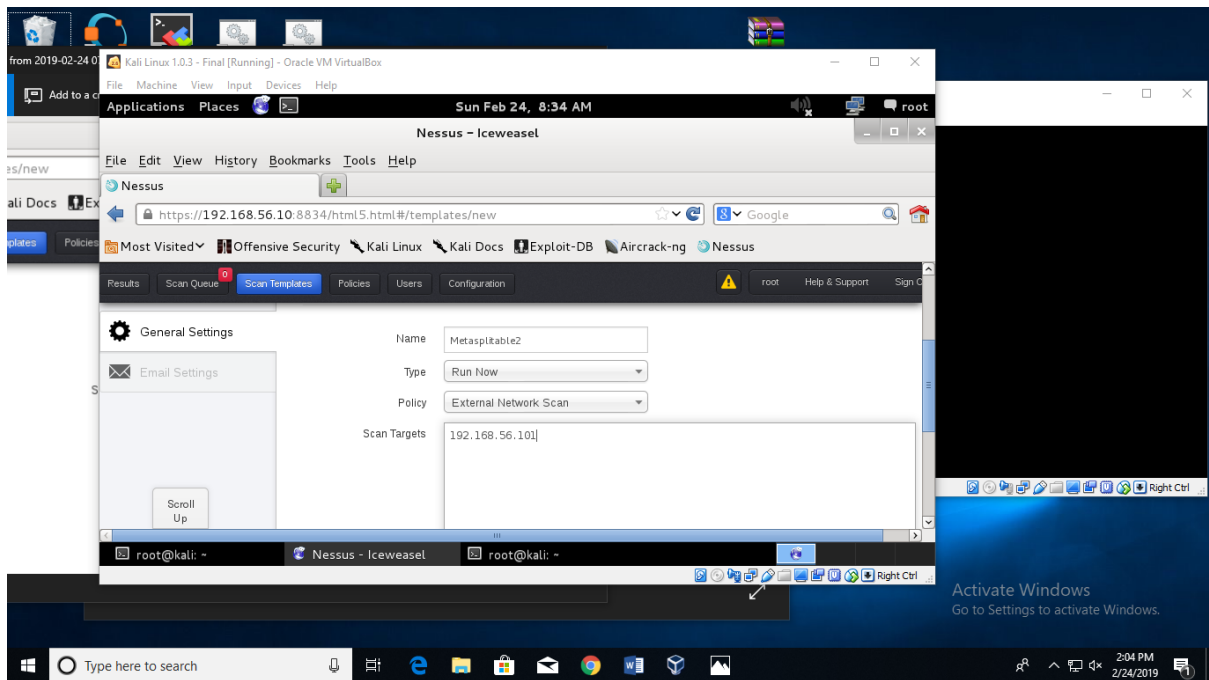 from 2019-02-24 0
Kali Linux 1.0.3 - Final [Running] - Oracle VM VirtualBox
File Machine View Input Devices Help
Add to a c
Applications Places Sun Feb 24, 8:34 AM root
Nessus - Iceweasel
File Edit View History Bookmarks Tools Help
es/new
Nessus
ali Docs Ex
https://192.168.56.10:8834/html5.html#/templates/new
8 Google
plates Policies
Most Visited Offensive Security Kali Linux Kali Docs Exploit-DB Aircrack-ng Nessus
Results Scan Queue 0 Scan Templates Policies Users Configuration root Help & Support Sign O
General Settings
Name Metasplitable2
Email Settings
Type Run Now
S
Policy External Network Scan
Scan Targets 192.168.56.101
Scroll
Up
Right Ctrl
root@kali: ~ Nessus - Iceweasel root@kali: ~
Right Ctrl
Activate Windows
Go to Settings to activate Windows.
Type here to search
2:04 PM
2/24/2019
1